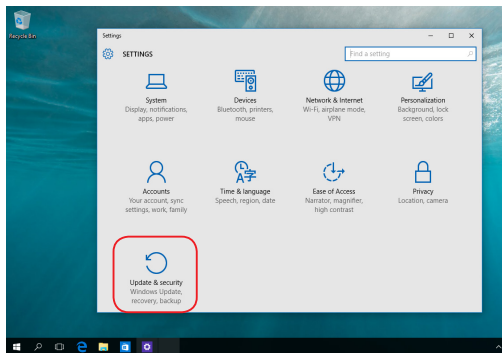 Recycle Bin
Settings
SETTINGS
Find a setting
System
Display, notifications,
apps, power
Devices
Bluetooth, printers,
mouse
Network & Internet
Wi-Fi, airplane mode,
VPN
Personalization
Background, lock
screen, colors
Accounts
Your account, sync
settings, work, family
Time & language
Speech, region, date
Ease of Access
Narrator, magnifier,
high contrast
Privacy
Location, camera
Update & security
Windows Update,
recovery, backup